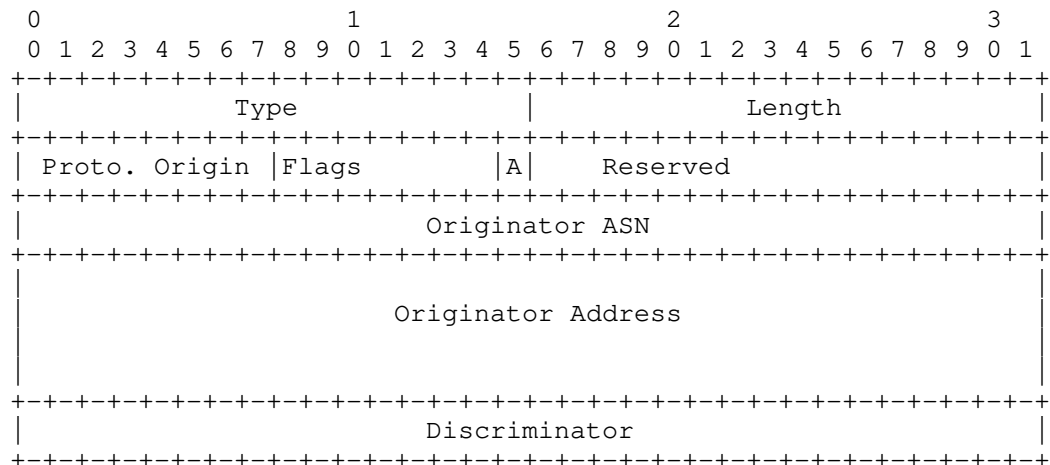 0                   1                   2                   3
0 1 2 3 4 5 6 7 8 9 0 1 2 3 4 5 6 7 8 9 0 1 2 3 4 5 6 7 8 9 0 1
+-+-+-+-+-+-+-+-+-+-+-+-+-+-+-+-+-+-+-+-+-+-+-+-+-+-+-+-+-+-+-+-+
|             Type              |             Length            |
+-+-+-+-+-+-+-+-+-+-+-+-+-+-+-+-+-+-+-+-+-+-+-+-+-+-+-+-+-+-+-+-+
| Proto. Origin |Flags        |A|    Reserved                   |
+-+-+-+-+-+-+-+-+-+-+-+-+-+-+-+-+-+-+-+-+-+-+-+-+-+-+-+-+-+-+-+-+
|                         Originator ASN                        |
+-+-+-+-+-+-+-+-+-+-+-+-+-+-+-+-+-+-+-+-+-+-+-+-+-+-+-+-+-+-+-+-+
|                                                               |
|                       Originator Address                      |
|                                                               |
|                                                               |
+-+-+-+-+-+-+-+-+-+-+-+-+-+-+-+-+-+-+-+-+-+-+-+-+-+-+-+-+-+-+-+-+
|                         Discriminator                         |
+-+-+-+-+-+-+-+-+-+-+-+-+-+-+-+-+-+-+-+-+-+-+-+-+-+-+-+-+-+-+-+-+